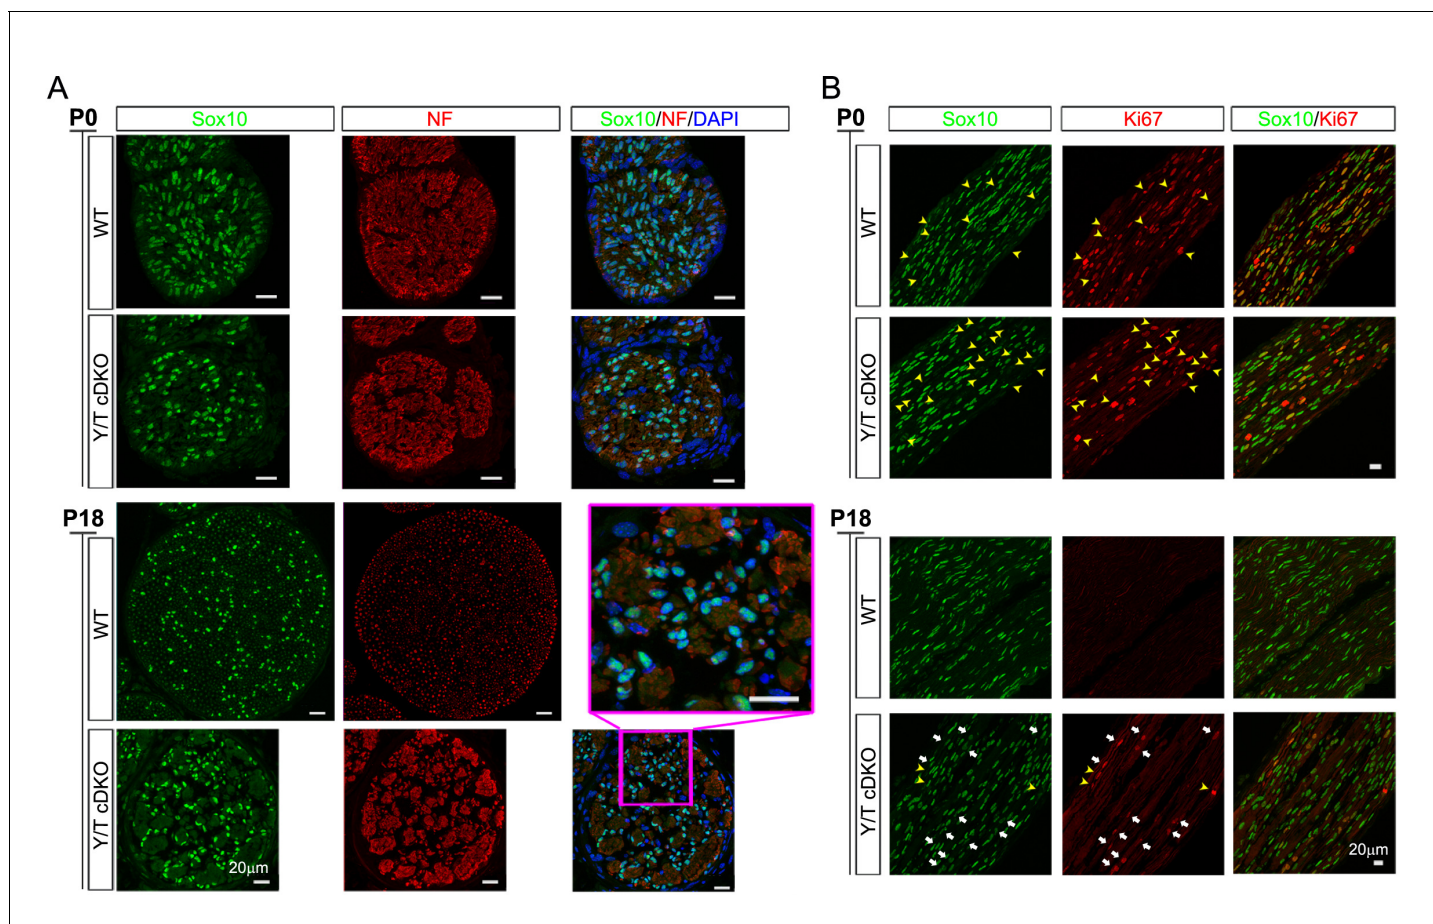 A
P0
Sox10
NF
Sox10/NF/DAPI
WT
Y/T cDKO
P18
WT
Y/T cDKO
20μm
B
P0
Sox10
Ki67
Sox10/Ki67
WT
Y/T cDKO
P18
WT
Y/T cDKO
20μm